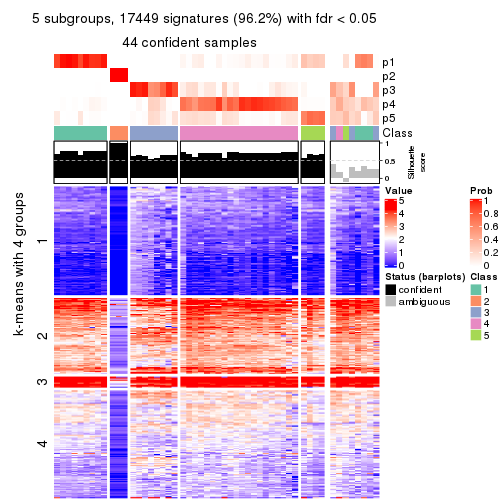 5 subgroups, 17449 signatures (96.2%) with fdr < 0.05
44 confident samples
p1
p2
p3
p4
p5
Class
1
0.5
0
Silhouette
score
k-means with 4 groups
1
2
3
4
Value
5
4
3
2
1
0
Prob
1
0.8
0.6
0.4
0.2
0
Status (barplots)
confident
ambiguous
Class
1
2
3
4
5